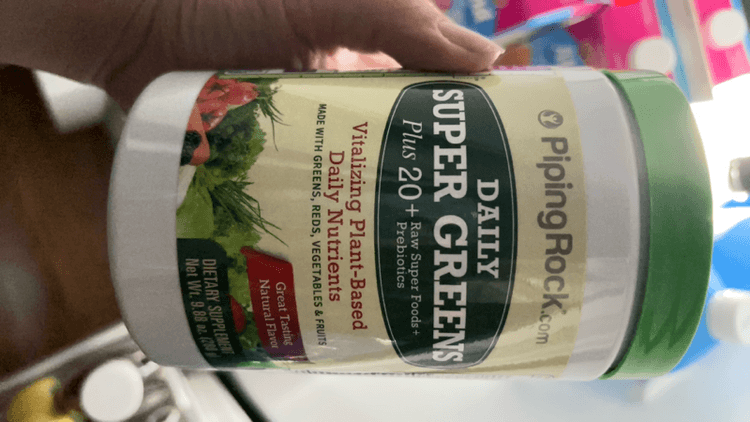 PipingRock.com
DAILY
SUPER GREENS
Plus 20+ Raw Super Foods+
Prebiotics
Vitalizing Plant-Based
Daily Nutrients
MADE WITH GREENS, REDS, VEGETABLES & FRUITS
Great Tasting
Natural Flavor
DIETARY SUPPLEMENT
Net Wt. 9.88 oz.